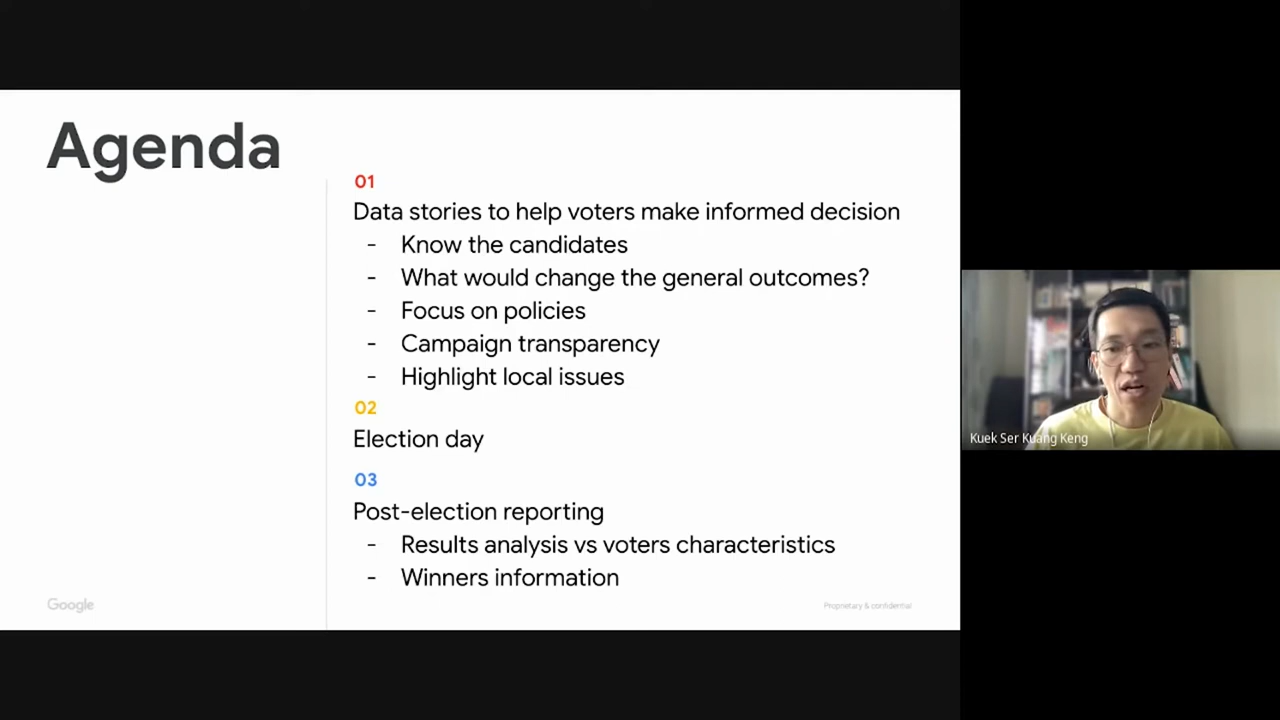 Agenda
01
Data stories to help voters make informed decision
- Know the candidates
- What would change the general outcomes?
- Focus on policies
- Campaign transparency
- Highlight local issues
02
Election day
03
Post-election reporting
- Results analysis vs voters characteristics
- Winners information
Google
Proprietary & confidential
Kuek Ser Kuang Keng